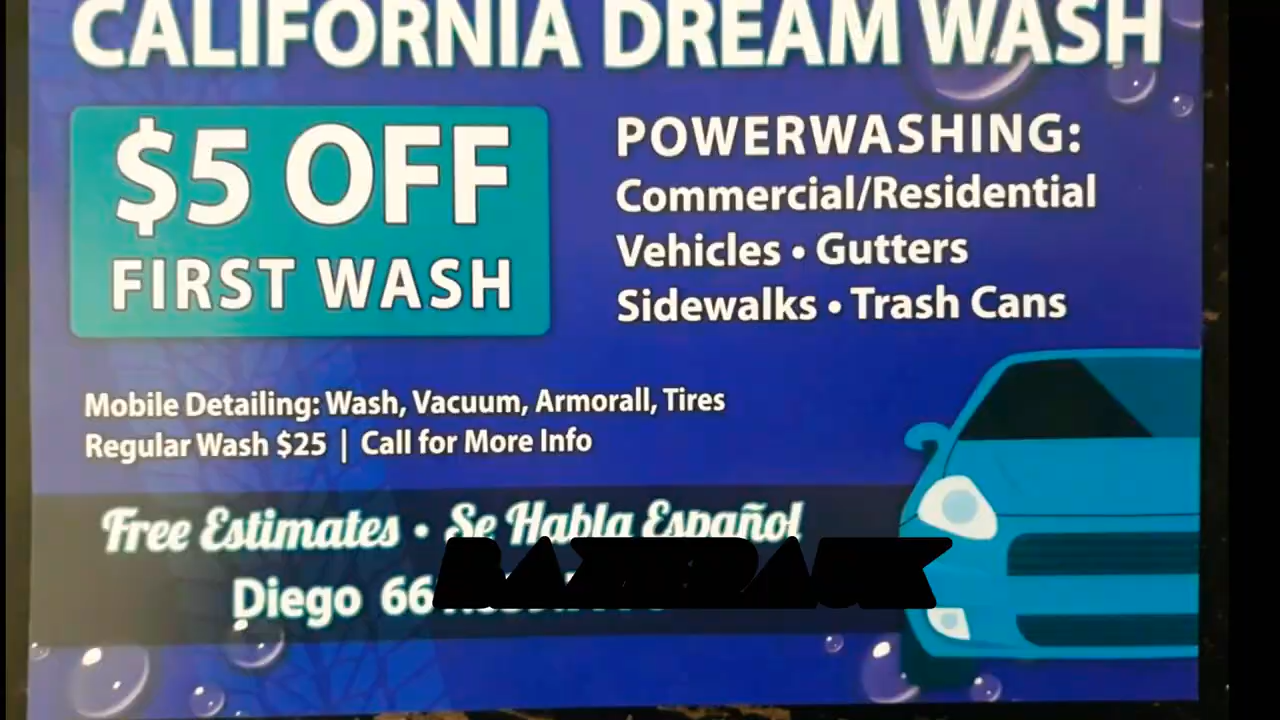 CALIFORNIA DREAM WASH
$5 OFF
FIRST WASH
POWERWASHING:
Commercial/Residential
Vehicles • Gutters
Sidewalks • Trash Cans
Mobile Detailing: Wash, Vacuum, Armorall, Tires
Regular Wash $25 | Call for More Info
Free Estimates • Se Habla Español
Diego 66